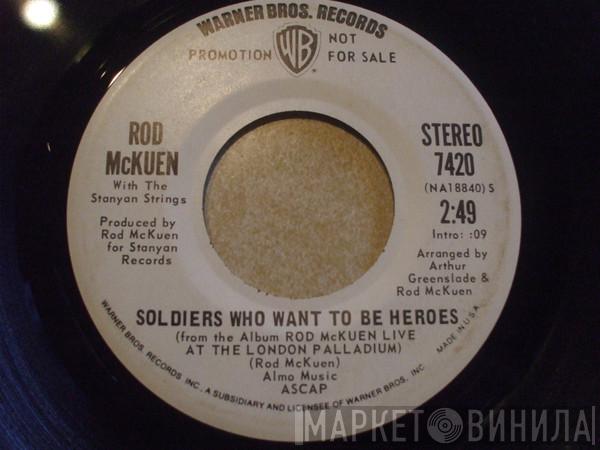 WARNER BROS. RECORDS
PROMOTION
WB
NOT
FOR SALE
ROD
McKUEN
With The
Stanyan Strings
Produced by
Rod McKuen
for Stanyan
Records
STEREO
7420
(NA18840) S
2:49
Intro: :09
Arranged by
Arthur
Greenslade &
Rod McKuen
SOLDIERS WHO WANT TO BE HEROES
(from the Album ROD McKUEN LIVE
AT THE LONDON PALLADIUM)
(Rod McKuen)
Almo Music
ASCAP
WARNER BROS. RECORDS INC., A SUBSIDIARY AND LICENSEE OF WARNER BROS. INC.
MADE IN U.S.A.
МАРКЕТ ВИНИЛА